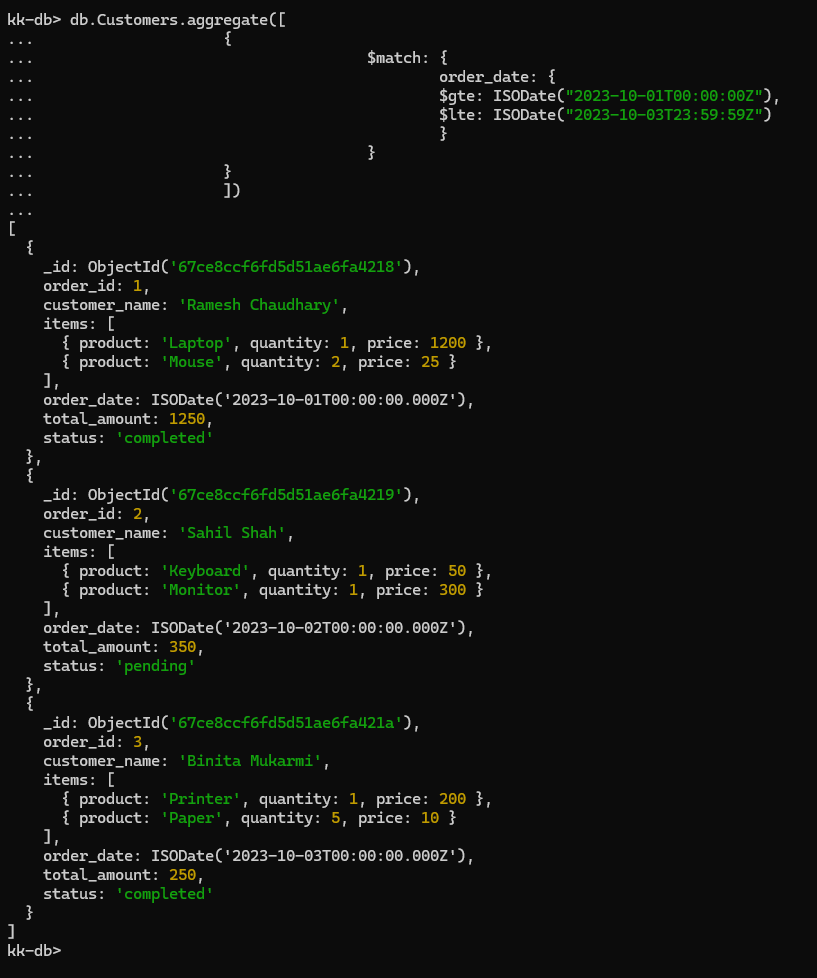 kk-db> db.Customers.aggregate([
... {
... $match: {
... order_date: {
... $gte: ISODate("2023-10-01T00:00:00Z"),
... $lte: ISODate("2023-10-03T23:59:59Z")
... }
... }
... }
... ])
...
[
  {
    _id: ObjectId('67ce8ccf6fd5d51ae6fa4218'),
    order_id: 1,
    customer_name: 'Ramesh Chaudhary',
    items: [
      { product: 'Laptop', quantity: 1, price: 1200 },
      { product: 'Mouse', quantity: 2, price: 25 }
    ],
    order_date: ISODate('2023-10-01T00:00:00.000Z'),
    total_amount: 1250,
    status: 'completed'
  },
  {
    _id: ObjectId('67ce8ccf6fd5d51ae6fa4219'),
    order_id: 2,
    customer_name: 'Sahil Shah',
    items: [
      { product: 'Keyboard', quantity: 1, price: 50 },
      { product: 'Monitor', quantity: 1, price: 300 }
    ],
    order_date: ISODate('2023-10-02T00:00:00.000Z'),
    total_amount: 350,
    status: 'pending'
  },
  {
    _id: ObjectId('67ce8ccf6fd5d51ae6fa421a'),
    order_id: 3,
    customer_name: 'Binita Mukarmi',
    items: [
      { product: 'Printer', quantity: 1, price: 200 },
      { product: 'Paper', quantity: 5, price: 10 }
    ],
    order_date: ISODate('2023-10-03T00:00:00.000Z'),
    total_amount: 250,
    status: 'completed'
  }
]
kk-db>